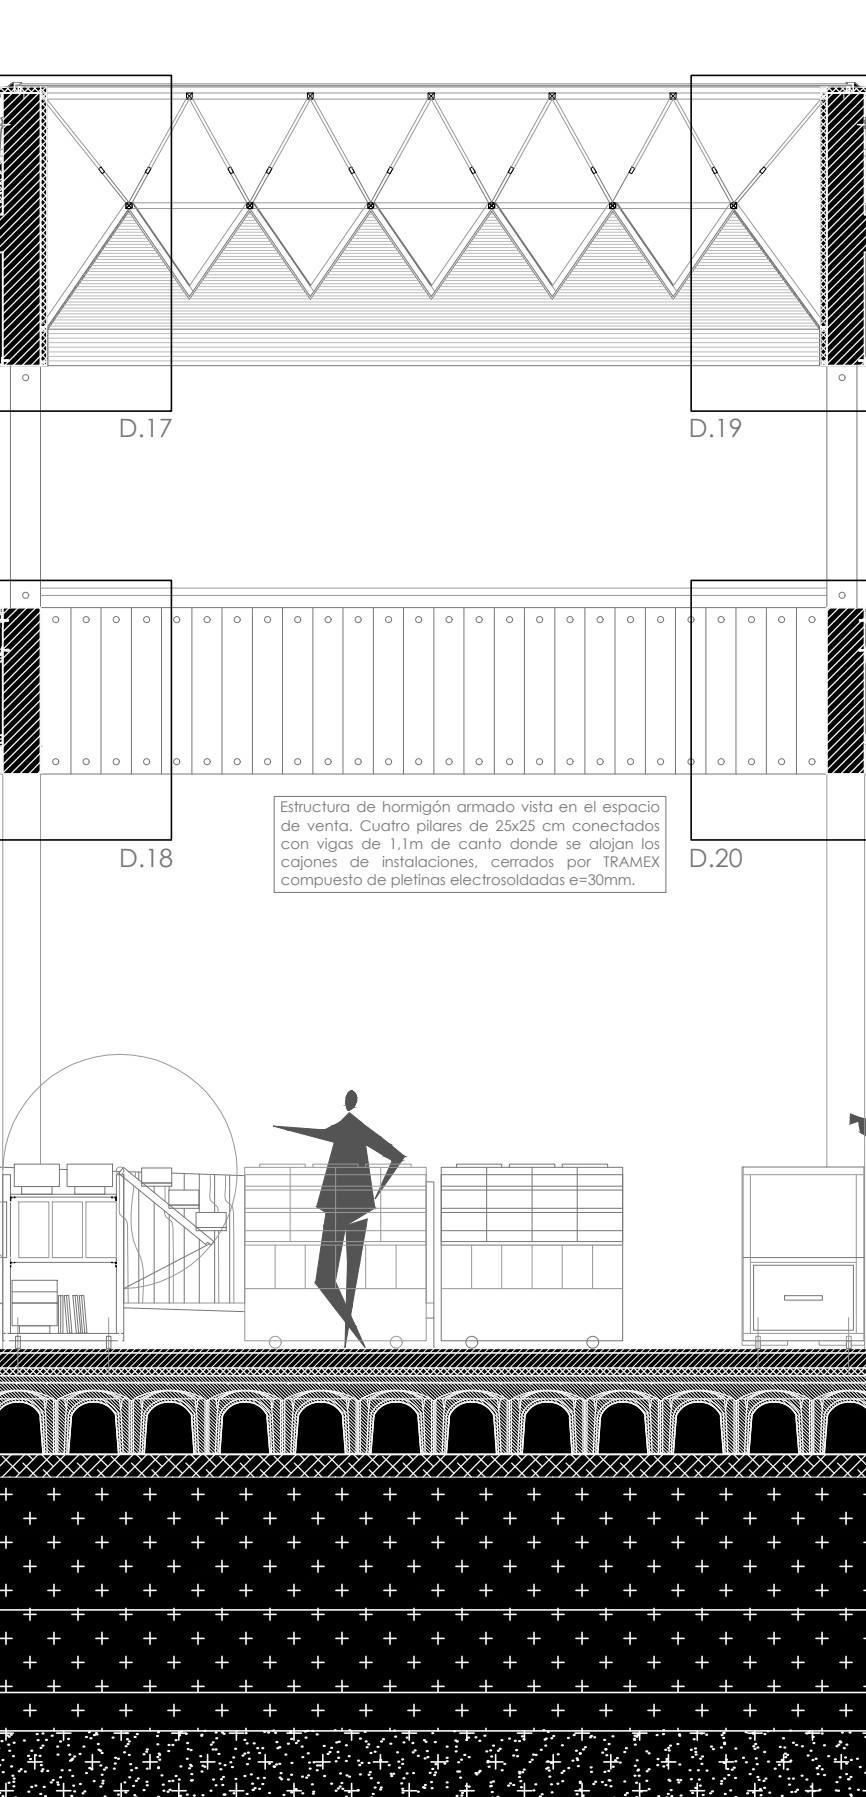 D.17
D.19
Estructura de hormigón armado vista en el espacio
de venta. Cuatro pilares de 25x25 cm conectados
con vigas de 1,1m de canto donde se alojan los
cajones de instalaciones, cerrados por TRAMEX
compuesto de pletinas electrosoldadas e=30mm.
D.18
D.20